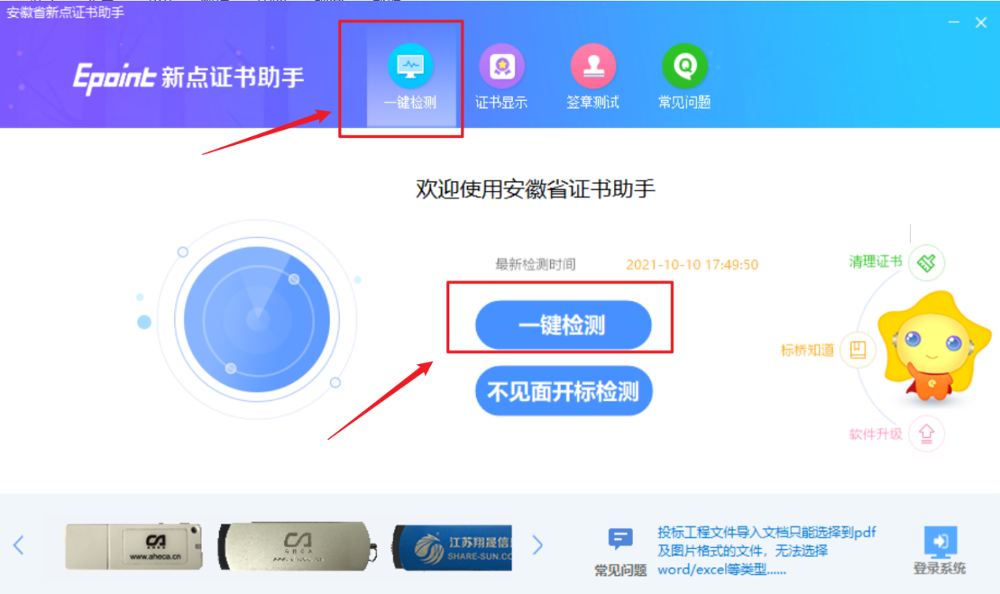 安徽省新点证书助手
Epoint 新点证书助手
一键检测
证书显示
签章测试
常见问题
欢迎使用安徽省证书助手
最新检测时间 2021-10-10 17:49:50
清理证书
一键检测
标桥知道
不见面开标检测
软件升级
CA
www.aheca.cn
CA
AHECA
江苏翔晟信
SHARE-SUN.CO
常见问题
投标工程文件导入文档只能选择到pdf
及图片格式的文件，无法选择
word/excel等类型......
登录系统